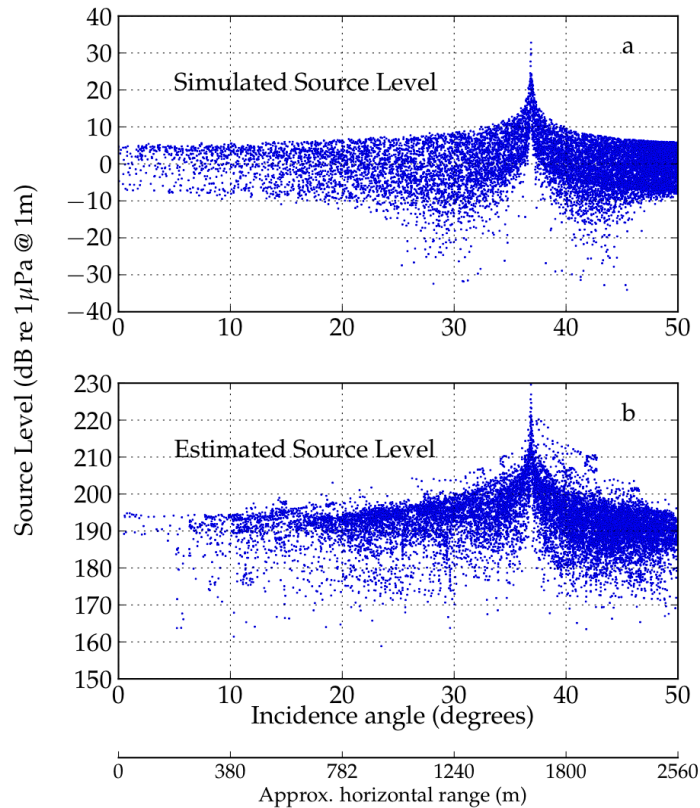 40
30
20
10
0
−10
−20
−30
−40
a
Simulated Source Level
0 10 20 30 40 50
Source Level (dB re 1μPa @ 1m)
230
220
210
200
190
180
170
160
150
b
Estimated Source Level
0 10 20 30 40 50
Incidence angle (degrees)
0 380 782 1240 1800 2560
Approx. horizontal range (m)